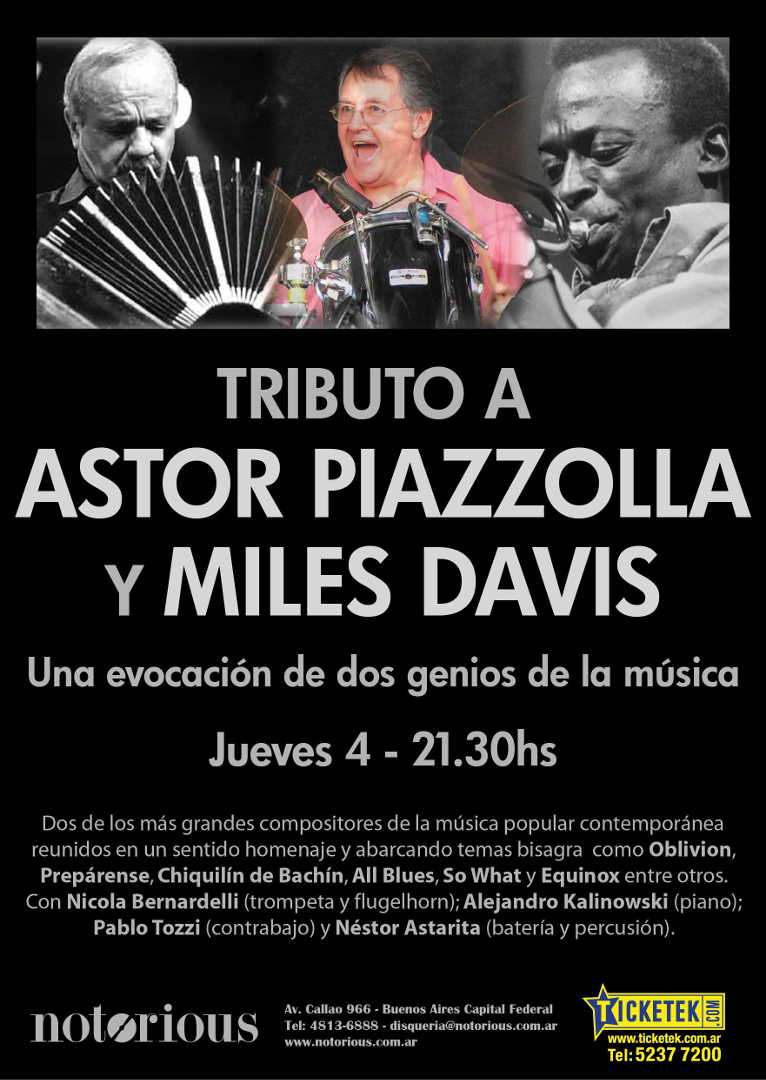 TRIBUTO A
ASTOR PIAZZOLLA
Y MILES DAVIS
Una evocación de dos genios de la música
Jueves 4 - 21.30hs
Dos de los más grandes compositores de la música popular contemporánea
reunidos en un sentido homenaje y abarcando temas bisagra como Oblivion,
Prepárense, Chiquilín de Bachín, All Blues, So What y Equinox entre otros.
Con Nicola Bernardelli (trompeta y flugelhorn); Alejandro Kalinowski (piano);
Pablo Tozzi (contrabajo) y Néstor Astarita (batería y percusión).
notorious
Av. Callao 966 - Buenos Aires Capital Federal
Tel: 4813-6888 - disqueria@notorious.com.ar
www.notorious.com.ar
TICKETEK.COM
www.ticketek.com.ar
Tel: 5237 7200